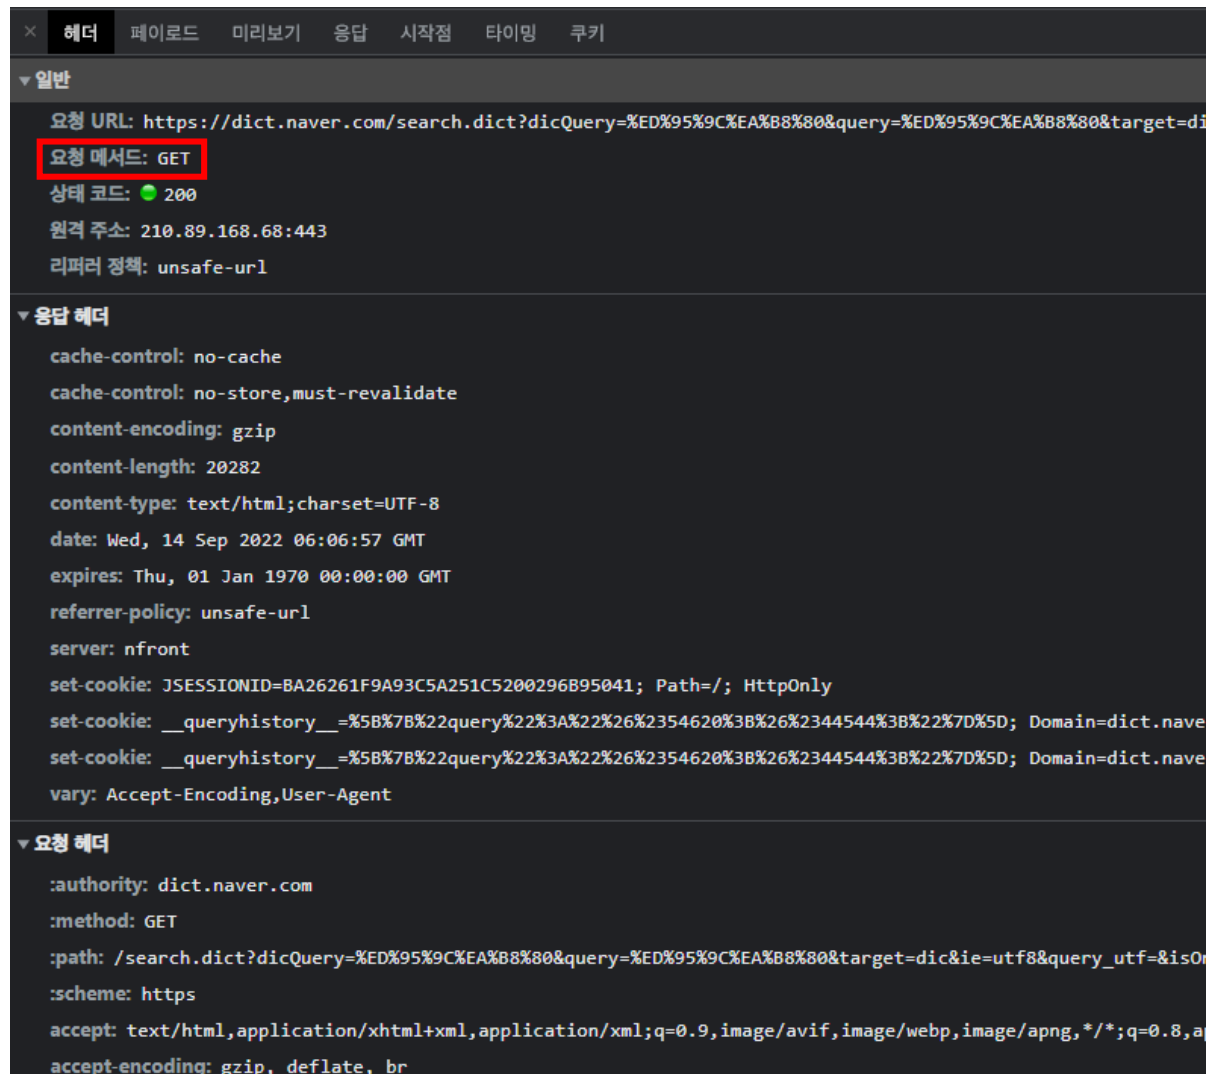 × 헤더 페이로드 미리보기 응답 시작점 타이밍 쿠키
▼ 일반
요청 URL: https://dict.naver.com/search.dict?dicQuery=%ED%95%9C%EA%B8%80&query=%ED%95%9C%EA%B8%80&target=di
요청 메서드: GET
상태 코드: 200
원격 주소: 210.89.168.68:443
리퍼러 정책: unsafe-url
▼ 응답 헤더
cache-control: no-cache
cache-control: no-store,must-revalidate
content-encoding: gzip
content-length: 20282
content-type: text/html;charset=UTF-8
date: Wed, 14 Sep 2022 06:06:57 GMT
expires: Thu, 01 Jan 1970 00:00:00 GMT
referrer-policy: unsafe-url
server: nfront
set-cookie: JSESSIONID=BA26261F9A93C5A251C5200296B95041; Path=/; HttpOnly
set-cookie: __queryhistory__=%5B%7B%22query%22%3A%22%26%2354620%3B%26%2344544%3B%22%7D%5D; Domain=dict.nave
set-cookie: __queryhistory__=%5B%7B%22query%22%3A%22%26%2354620%3B%26%2344544%3B%22%7D%5D; Domain=dict.nave
vary: Accept-Encoding,User-Agent
▼ 요청 헤더
:authority: dict.naver.com
:method: GET
:path: /search.dict?dicQuery=%ED%95%9C%EA%B8%80&query=%ED%95%9C%EA%B8%80&target=dic&ie=utf8&query_utf=&isOn
:scheme: https
accept: text/html,application/xhtml+xml,application/xml;q=0.9,image/avif,image/webp,image/apng,*/*;q=0.8,ap
accept-encoding: gzip, deflate, br